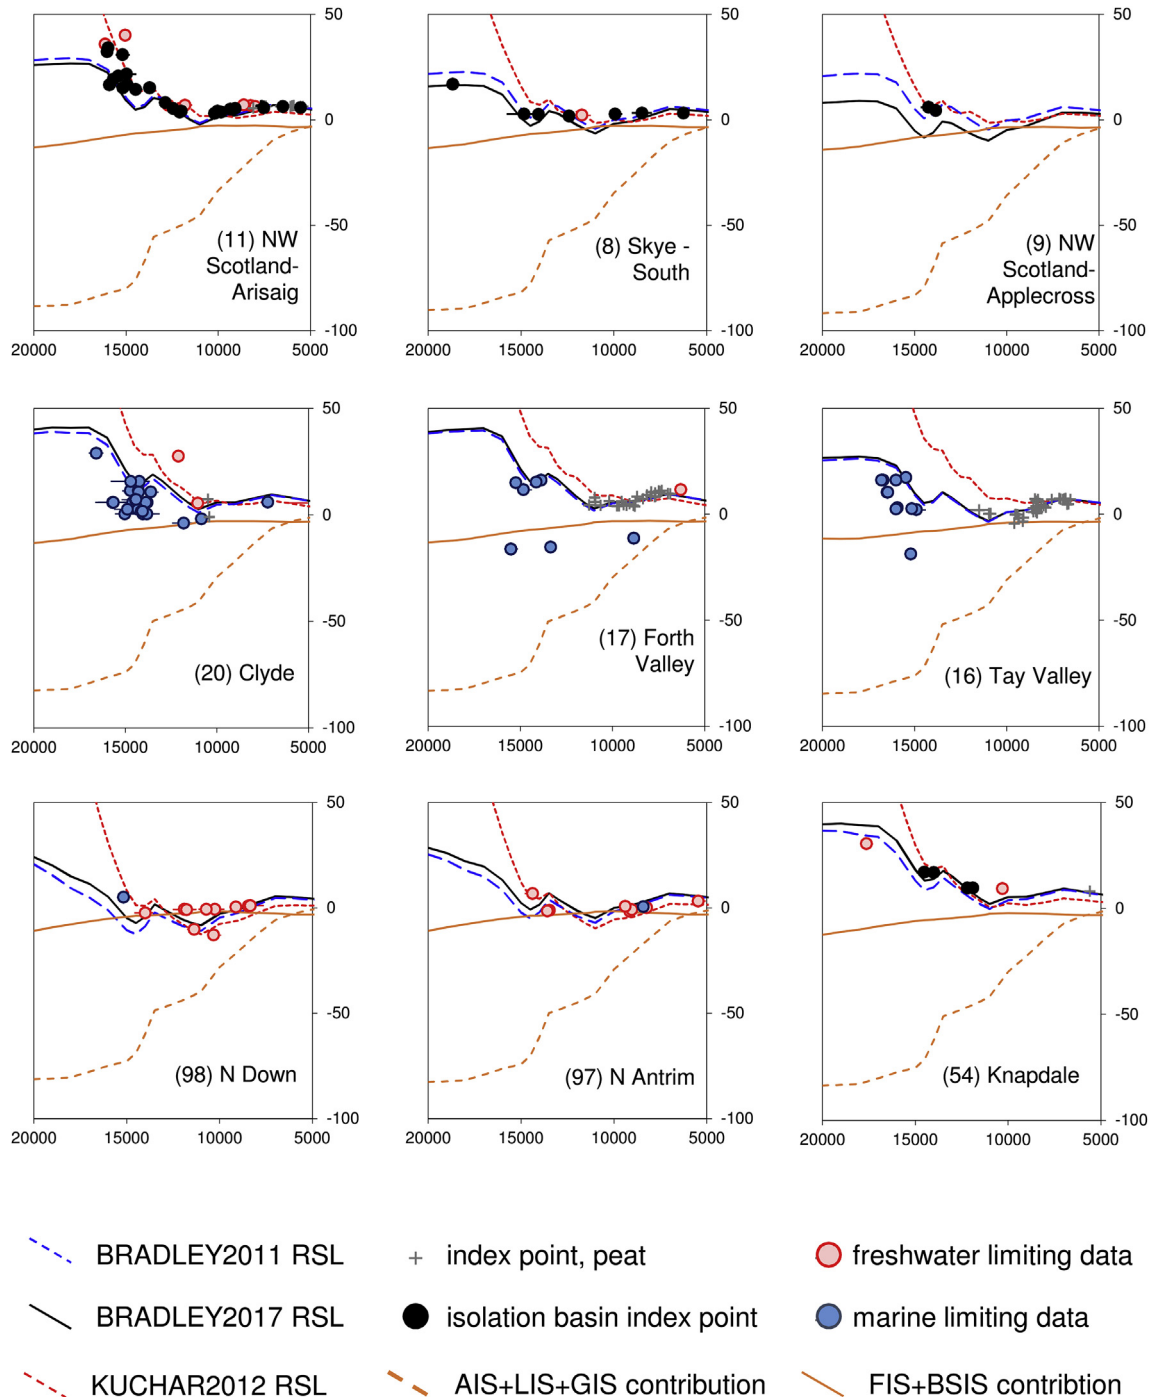 50
0
-50
-100
(11) NW
Scotland-
Arisaig
20000 15000 10000 5000
50
0
-50
-100
(8) Skye -
South
20000 15000 10000 5000
50
0
-50
-100
(9) NW
Scotland-
Applecross
20000 15000 10000 5000
50
0
-50
-100
(20) Clyde
20000 15000 10000 5000
50
0
-50
-100
(17) Forth
Valley
20000 15000 10000 5000
50
0
-50
-100
(16) Tay Valley
20000 15000 10000 5000
50
0
-50
-100
(98) N Down
20000 15000 10000 5000
50
0
-50
-100
(97) N Antrim
20000 15000 10000 5000
50
0
-50
-100
(54) Knapdale
20000 15000 10000 5000
BRADLEY2011 RSL
index point, peat
freshwater limiting data
BRADLEY2017 RSL
isolation basin index point
marine limiting data
KUCHAR2012 RSL
AIS+LIS+GIS contribution
FIS+BSIS contribtion